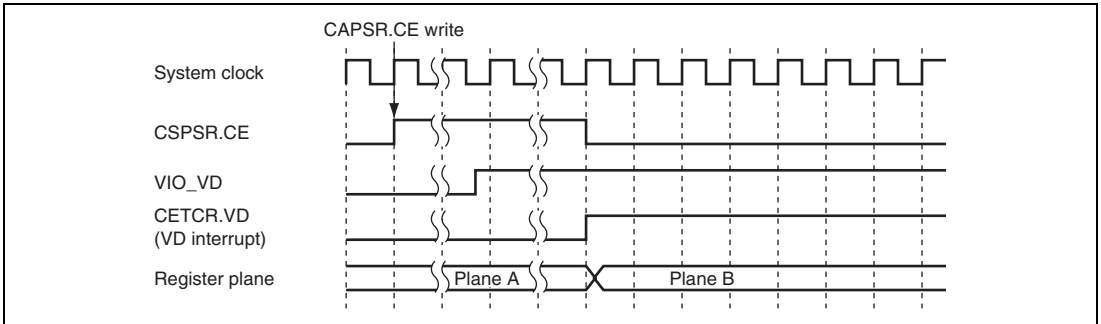 CAPSR.CE write
System clock
CSPSR.CE
VIO_VD
CETCR.VD
(VD interrupt)
Register plane
Plane A
Plane B